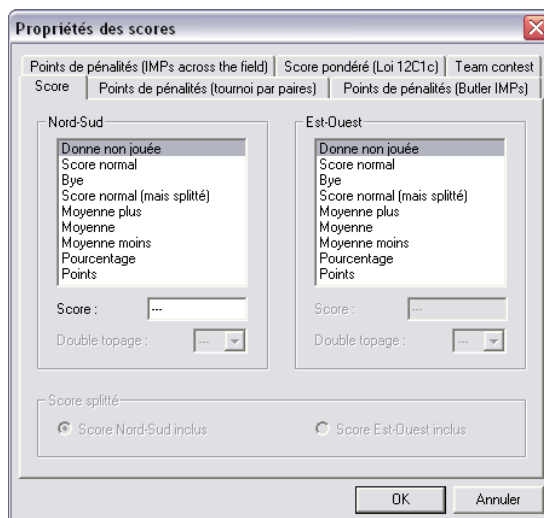 Propriétés des scores
Points de pénalités (IMPs across the field) Score pondéré (Loi 12C1c) Team contest
Score Points de pénalités (tournoi par paires) Points de pénalités (Butler IMPs)
Nord-Sud
Donne non jouée
Score normal
Bye
Score normal (mais splitté)
Moyenne plus
Moyenne
Moyenne moins
Pourcentage
Points
Score : ---
Double topage : ---
Est-Ouest
Donne non jouée
Score normal
Bye
Score normal (mais splitté)
Moyenne plus
Moyenne
Moyenne moins
Pourcentage
Points
Score : ---
Double topage : ---
Score splitté
Score Nord-Sud inclus Score Est-Ouest inclus
OK Annuler